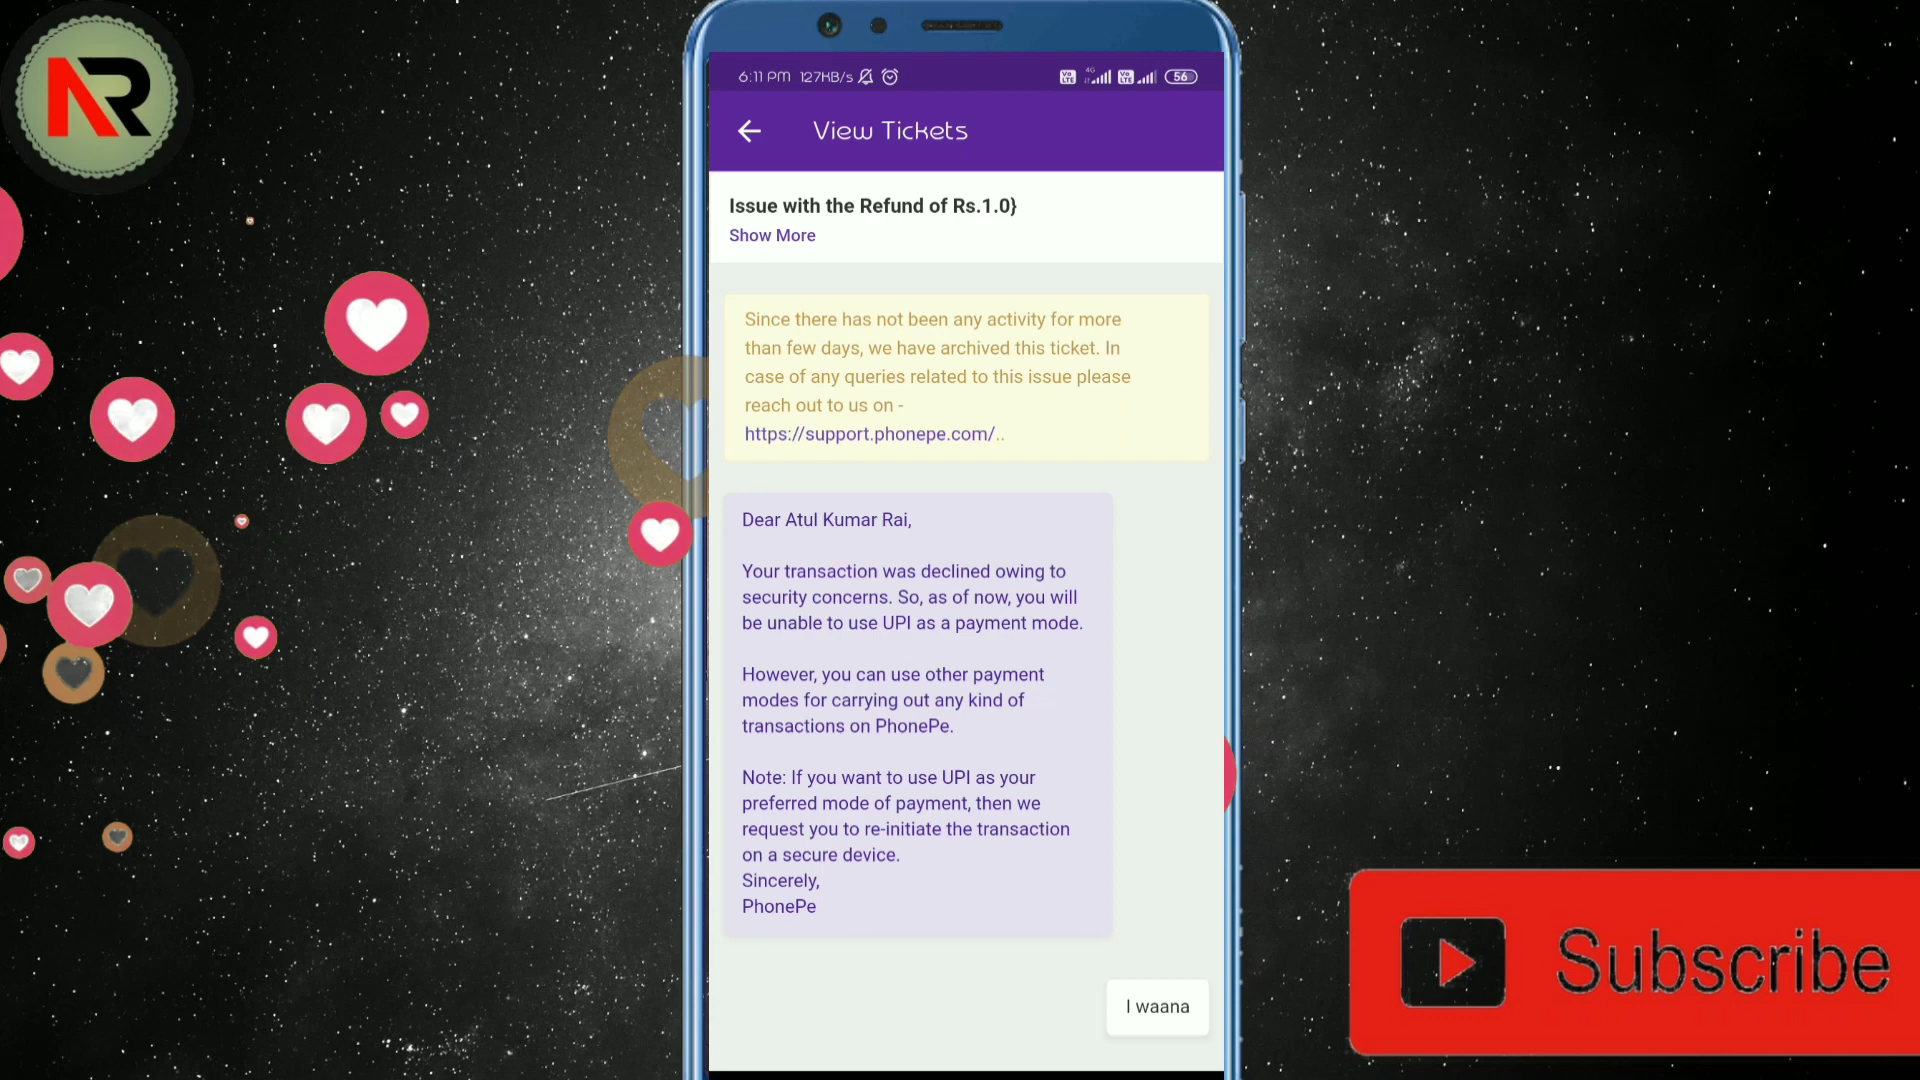 NR
6:11 PM 127KB/s Vo LTE 4G Vo LTE 56
View Tickets
Issue with the Refund of Rs.1.0}
Show More
Since there has not been any activity for more
than few days, we have archived this ticket. In
case of any queries related to this issue please
reach out to us on -
https://support.phonepe.com/..
Dear Atul Kumar Rai,
Your transaction was declined owing to
security concerns. So, as of now, you will
be unable to use UPI as a payment mode.
However, you can use other payment
modes for carrying out any kind of
transactions on PhonePe.
Note: If you want to use UPI as your
preferred mode of payment, then we
request you to re-initiate the transaction
on a secure device.
Sincerely,
PhonePe
I waana
Subscribe